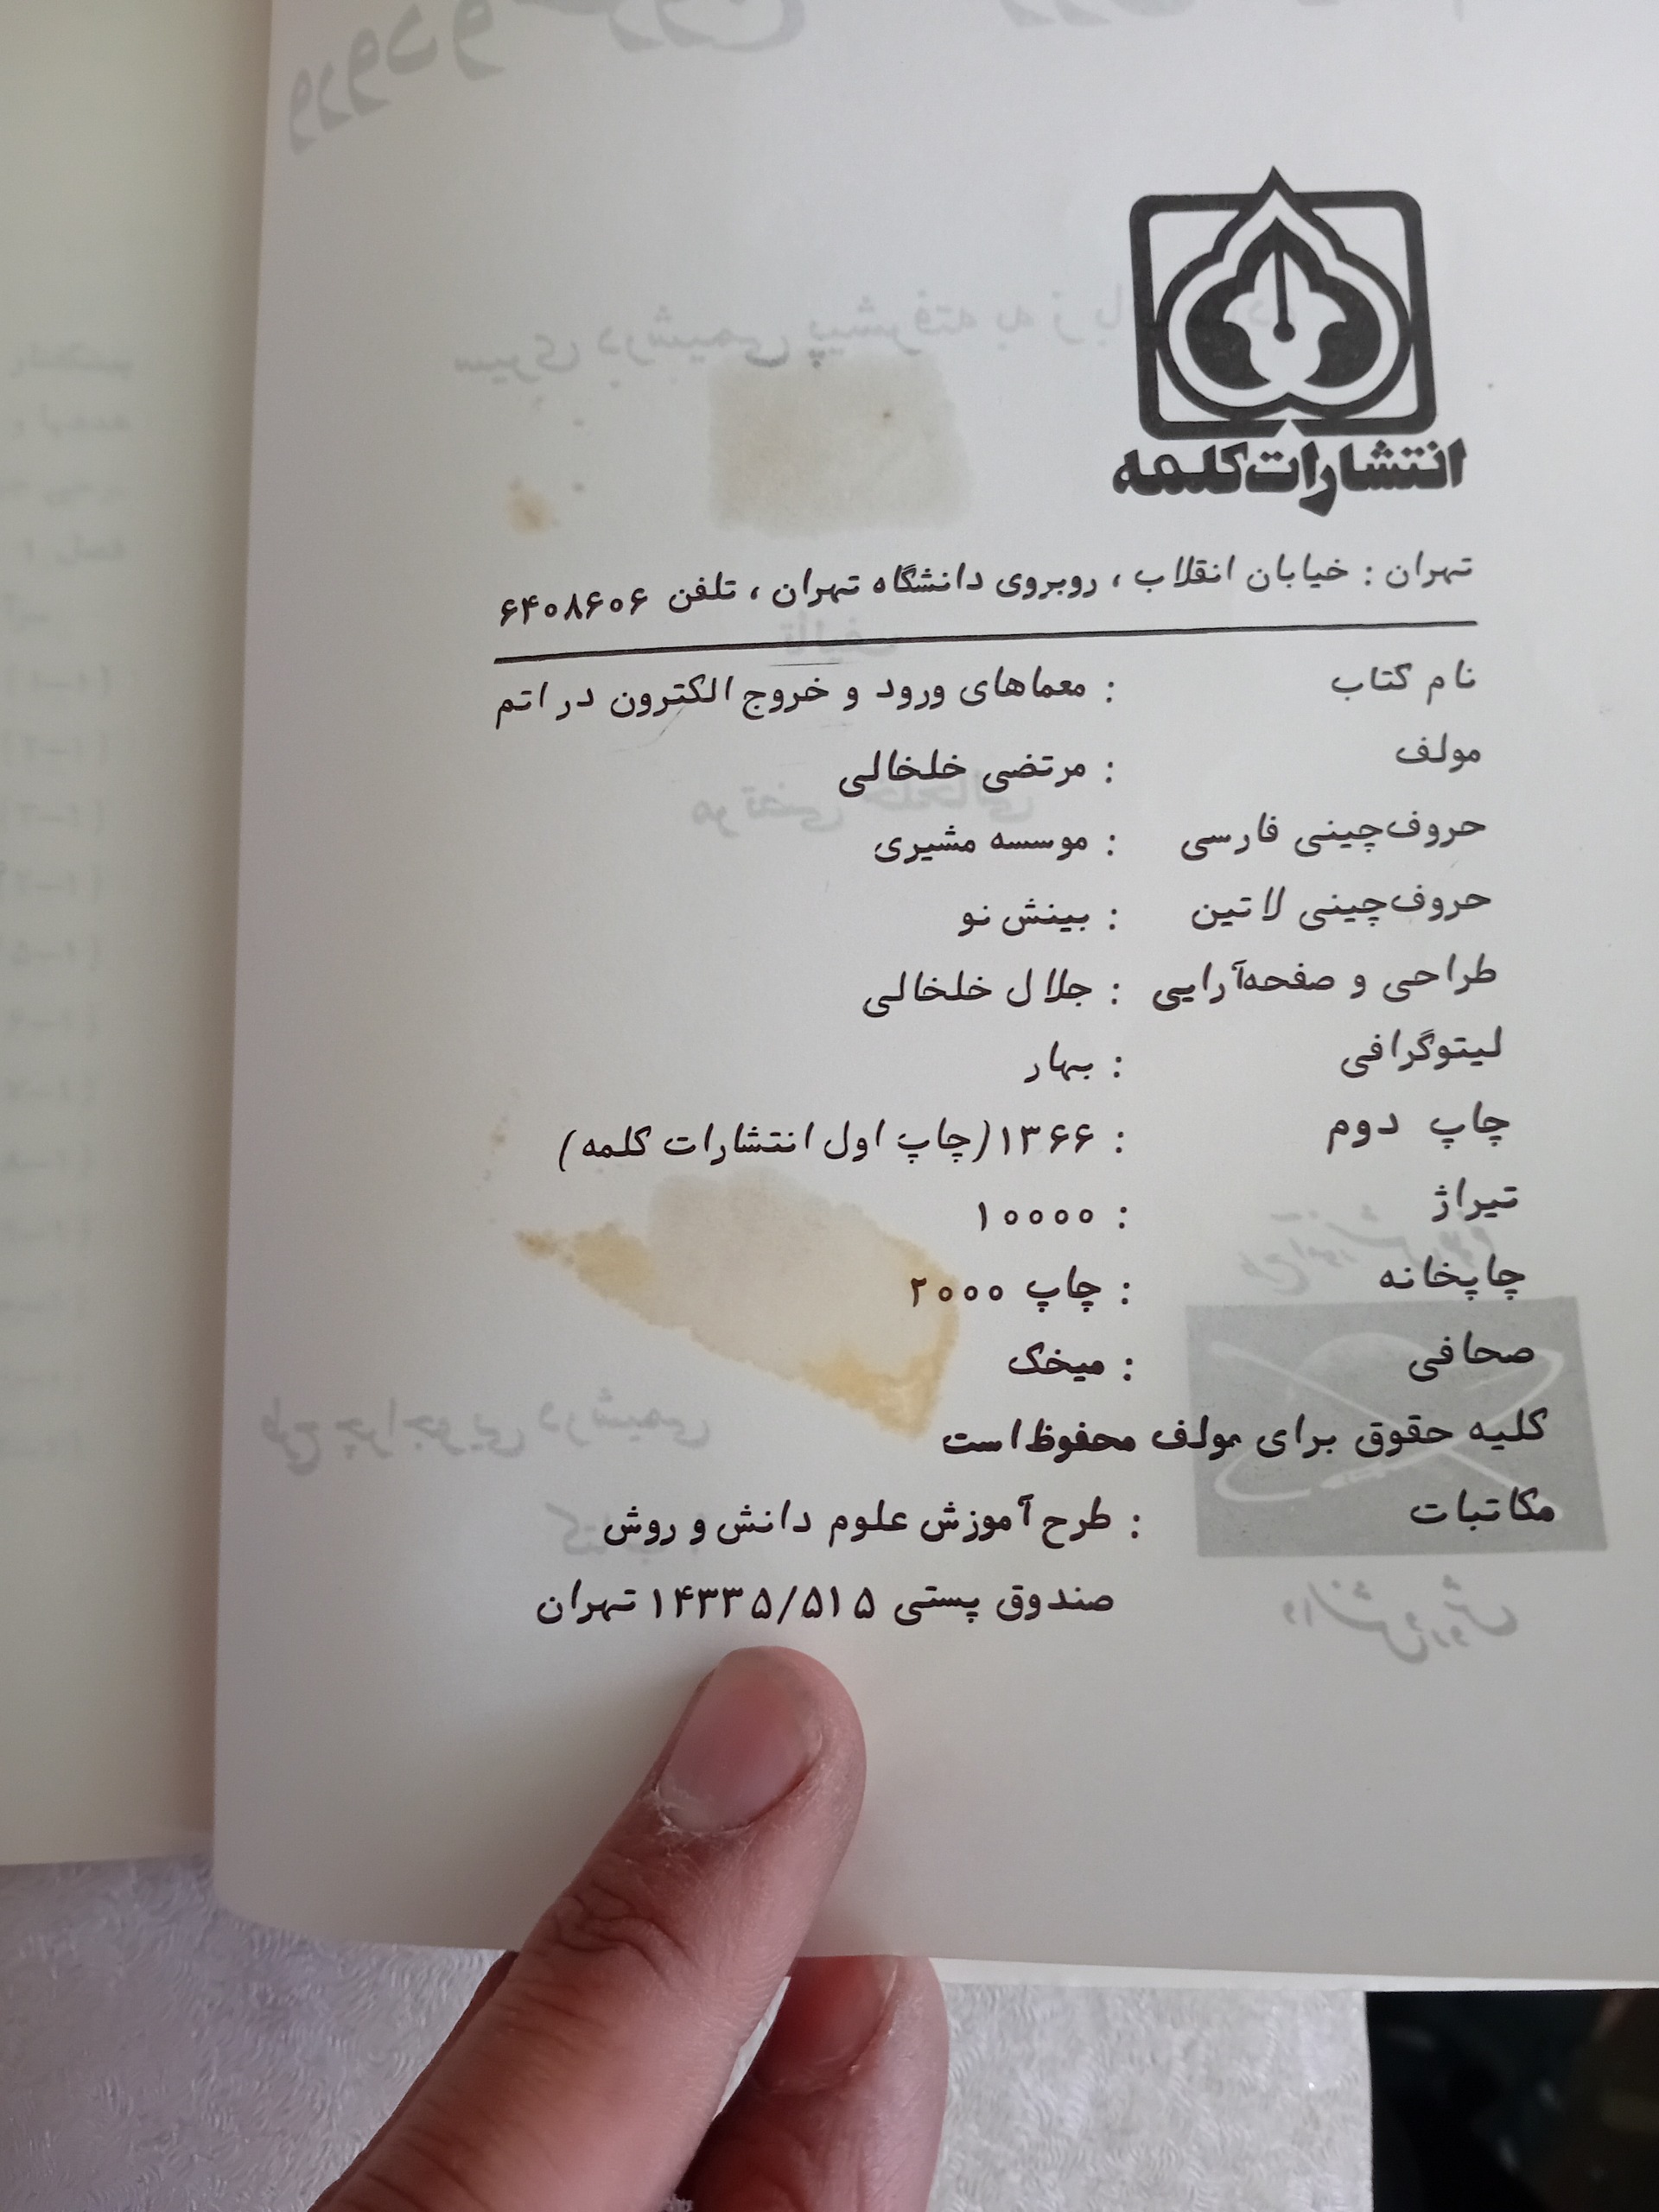 انتشارات کلمه
تهران : خیابان انقلاب ، روبروی دانشگاه تهران ، تلفن ۶۴۰۸۶۰۶
نام کتاب : معماهای ورود و خروج الکترون در اتم
مولف : مرتضی خلخالی
حروف‌چینی فارسی : موسسه مشیری
حروف‌چینی لاتین : بینش نو
طراحی و صفحه‌آرایی : جلال خلخالی
لیتوگرافی : بهار
چاپ دوم : ۱۳۶۶ (چاپ اول انتشارات کلمه)
تیراژ : ۱۰۰۰۰
چاپخانه : چاپ ۲۰۰۰
صحافی : میخک
کلیه حقوق برای مولف محفوظ است
مکاتبات : طرح آموزش علوم دانش و روش
صندوق پستی ۱۴۳۳۵/۵۱۵ تهران